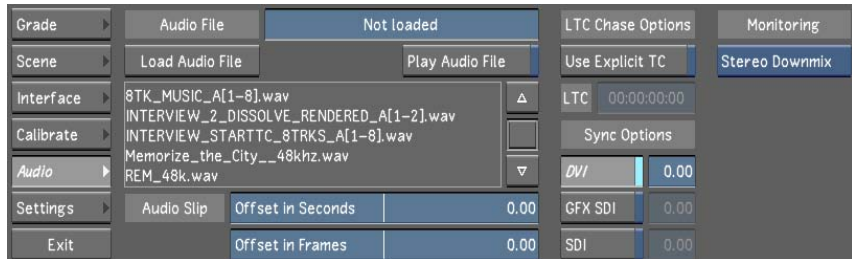 Grade Audio File Not loaded LTC Chase Options Monitoring
Scene Load Audio File Play Audio File Use Explicit TC Stereo Downmix
Interface 8TK_MUSIC_A[1-8].wav LTC 00:00:00:00
INTERVIEW_2_DISSOLVE_RENDERED_A[1-2].wav
Calibrate INTERVIEW_STARTTC_8TRKS_A[1-8].wav Sync Options
Memorize_the_City__48khz.wav
Audio REM_48k.wav DVI 0.00
Settings Audio Slip Offset in Seconds 0.00 GFX SDI 0.00
Exit Offset in Frames 0.00 SDI 0.00